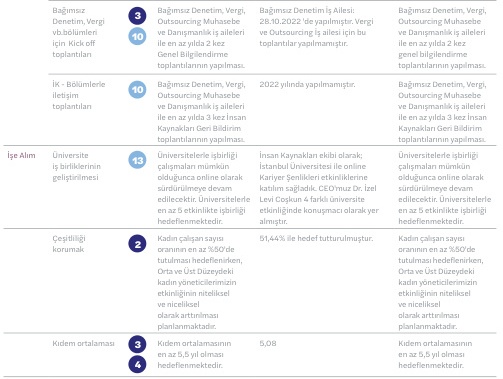 Bağımsız
Denetim, Vergi
vb.bölümleri
için Kick off
toplantıları
3
10
Bağımsız Denetim, Vergi,
Outsourcing Muhasebe
ve Danışmanlık iş aileleri
ile en az yılda 2 kez
Genel Bilgilendirme
toplantılarının yapılması.
Bağımsız Denetim İş Ailesi:
28.10.2022 'de yapılmıştır. Vergi
ve Outsourcing iş ailesi için bu
toplantılar yapılmamıştır.
Bağımsız Denetim, Vergi,
Outsourcing Muhasebe
ve Danışmanlık iş aileleri
ile en az yılda 2 kez
genel bilgilendirme
toplantılarının yapılması.
İK - Bölümlerle
iletişim
toplantıları
10
Bağımsız Denetim, Vergi,
Outsourcing Muhasebe
ve Danışmanlık iş aileleri
ile en az yılda 3 kez İnsan
Kaynakları Geri Bildirim
toplantılarının yapılması.
2022 yılında yapılmamıştır.
Bağımsız Denetim, Vergi,
Outsourcing Muhasebe
ve Danışmanlık iş aileleri
ile en az yılda 3 kez İnsan
Kaynakları Geri Bildirim
toplantılarının yapılması.
İşe Alım
Üniversite
iş birliklerinin
geliştirilmesi
13
Üniversitelerle işbirliği
çalışmaları mümkün
olduğunca online olarak
sürdürülmeye devam
edilecektir. Üniversitelerle
en az 5 etkinlikte işbirliği
hedeflenmektedir.
İnsan Kaynakları ekibi olarak;
İstanbul Üniversitesi ile online
Kariyer Şenlikleri etkinliklerine
katılım sağladık. CEO'muz Dr. İzel
Levi Coşkun 4 farklı üniversite
etkinliğinde konuşmacı olarak yer
almıştır.
Üniversitelerle işbirliği
çalışmaları mümkün
olduğunca online olarak
sürdürülmeye devam
edilecektir. Üniversitelerle
en az 5 etkinlikte işbirliği
hedeflenmektedir.
Çeşitliliği
korumak
2
Kadın çalışan sayısı
oranının en az %50'de
tutulması hedeflenirken,
Orta ve Üst Düzeydeki
kadın yöneticilerimizin
etkinliğinin niteliksel
ve niceliksel
olarak arttırılması
planlanmaktadır.
51,44% ile hedef tutturulmuştur.
Kadın çalışan sayısı
oranının en az %50'de
tutulması hedeflenirken,
Orta ve Üst Düzeydeki
kadın yöneticilerimizin
etkinliğinin niteliksel
ve niceliksel
olarak arttırılması
planlanmaktadır.
Kıdem ortalaması
3
4
Kıdem ortalamasının
en az 5,5 yıl olması
hedeflenmektedir.
5,08
Kıdem ortalamasının
en az 5,5 yıl olması
hedeflenmektedir.